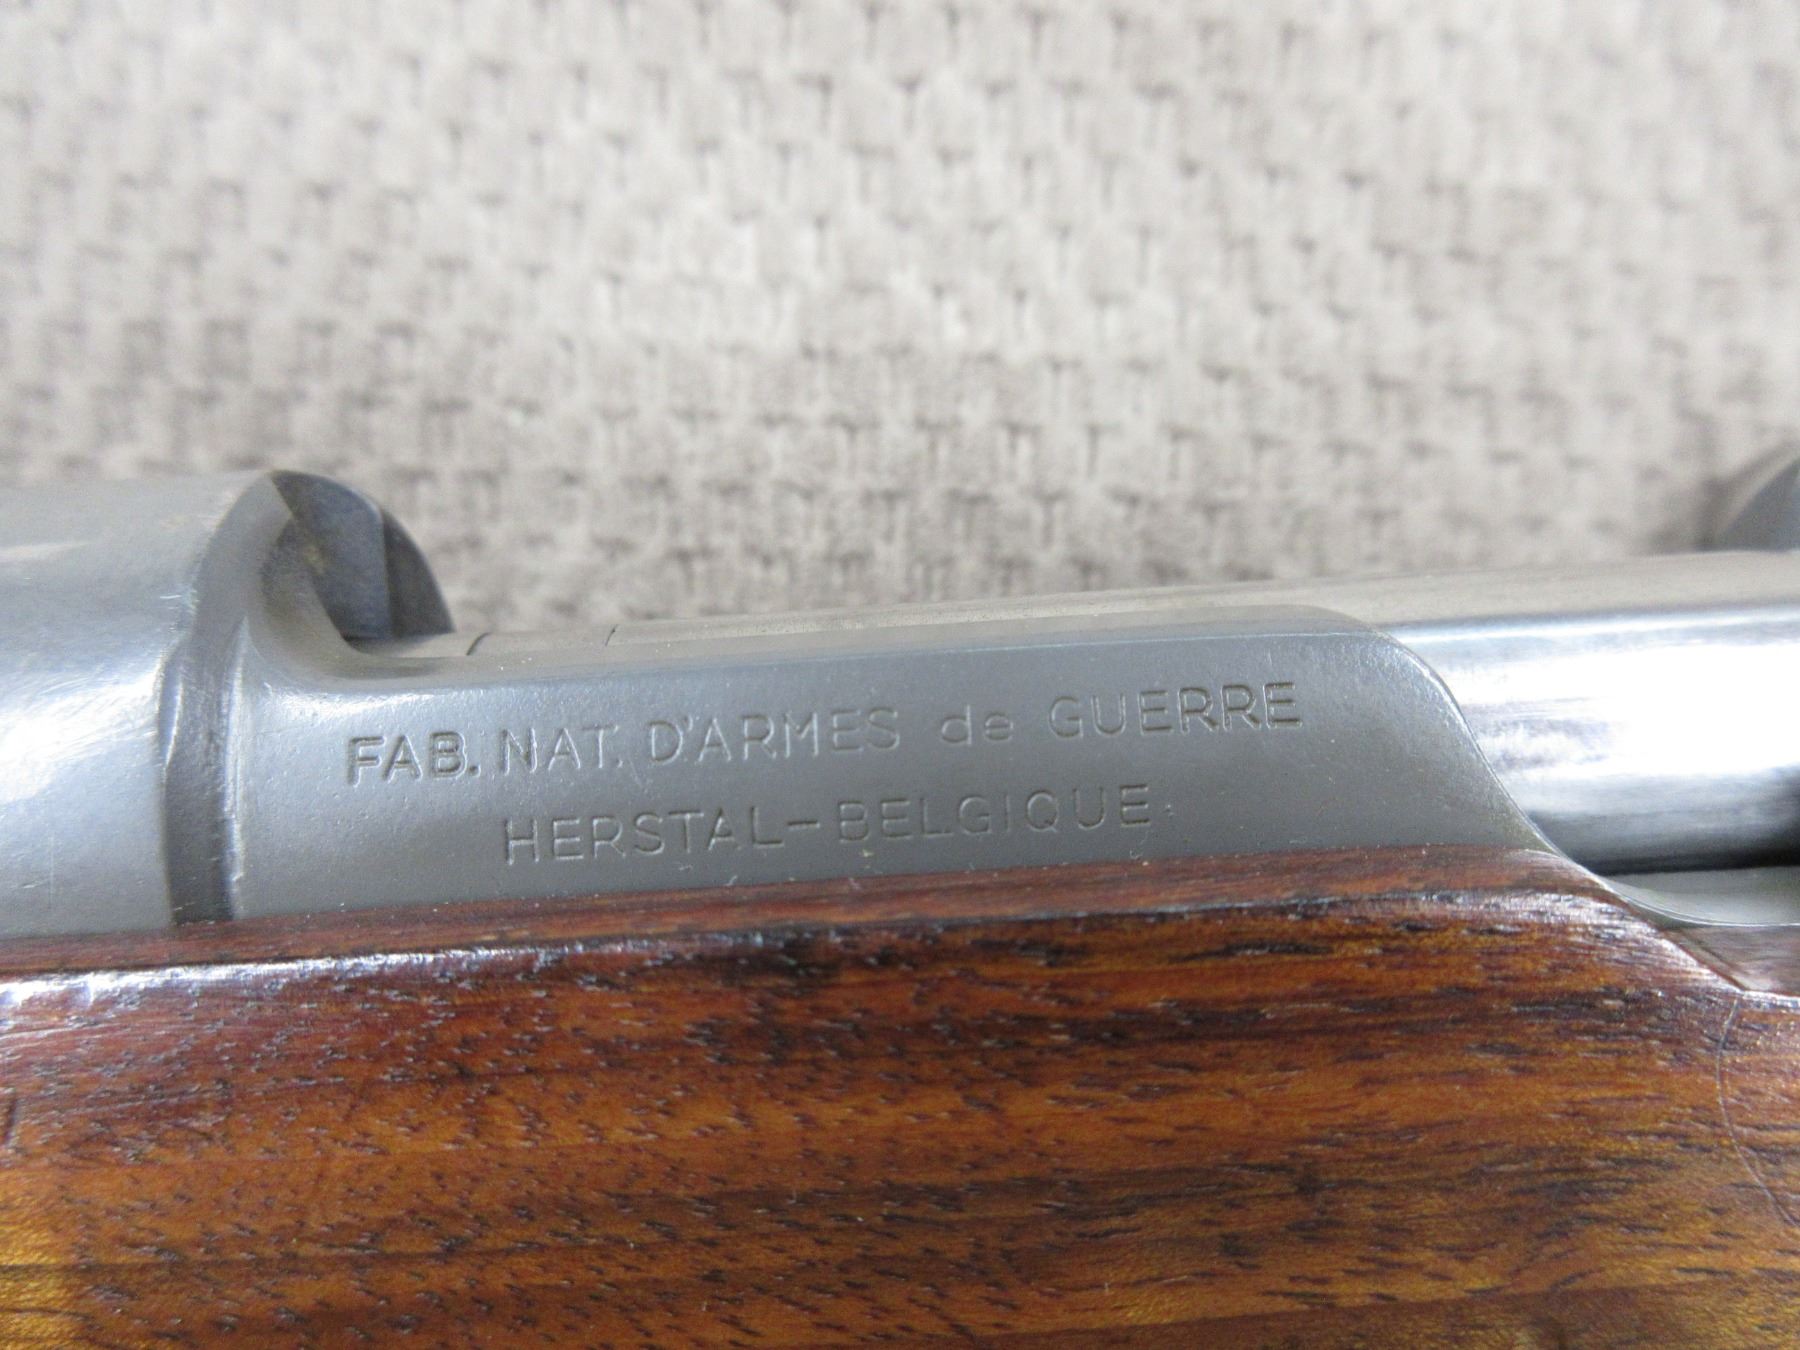 FAB. NAT. D'ARMES de GUERRE
HERSTAL-BELGIQUE.